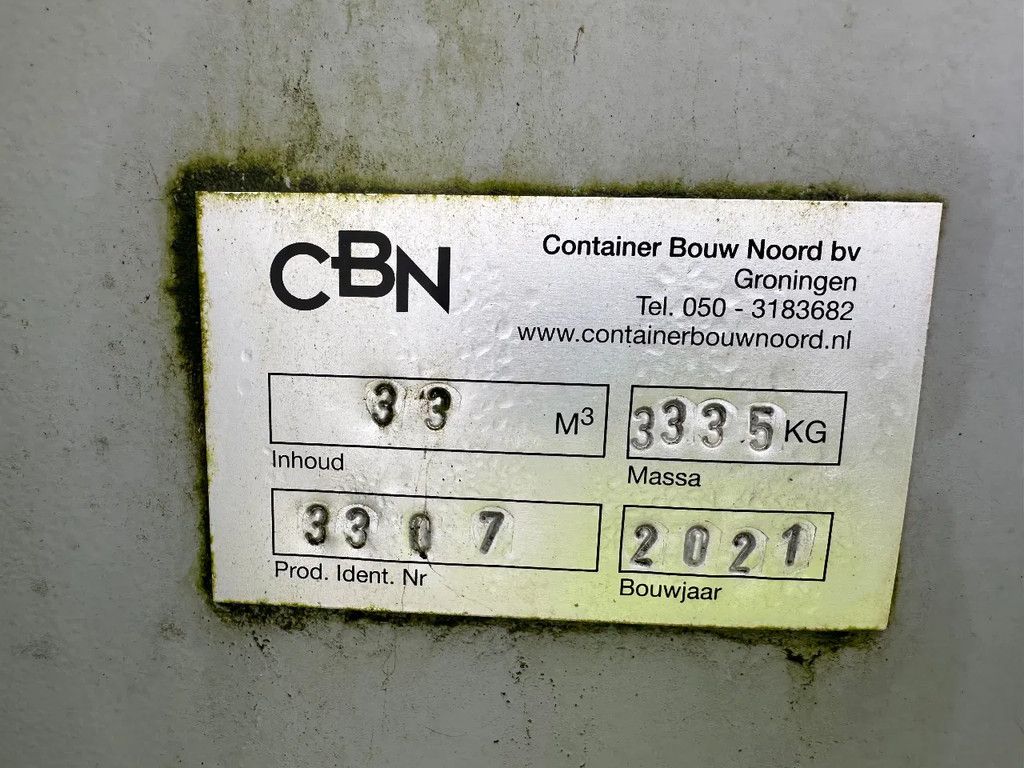 CBN
Container Bouw Noord bv
Groningen
Tel. 050 - 3183682
www.containerbouwnoord.nl
33 M³
Inhoud
3335 KG
Massa
3307
Prod. Ident. Nr
2021
Bouwjaar